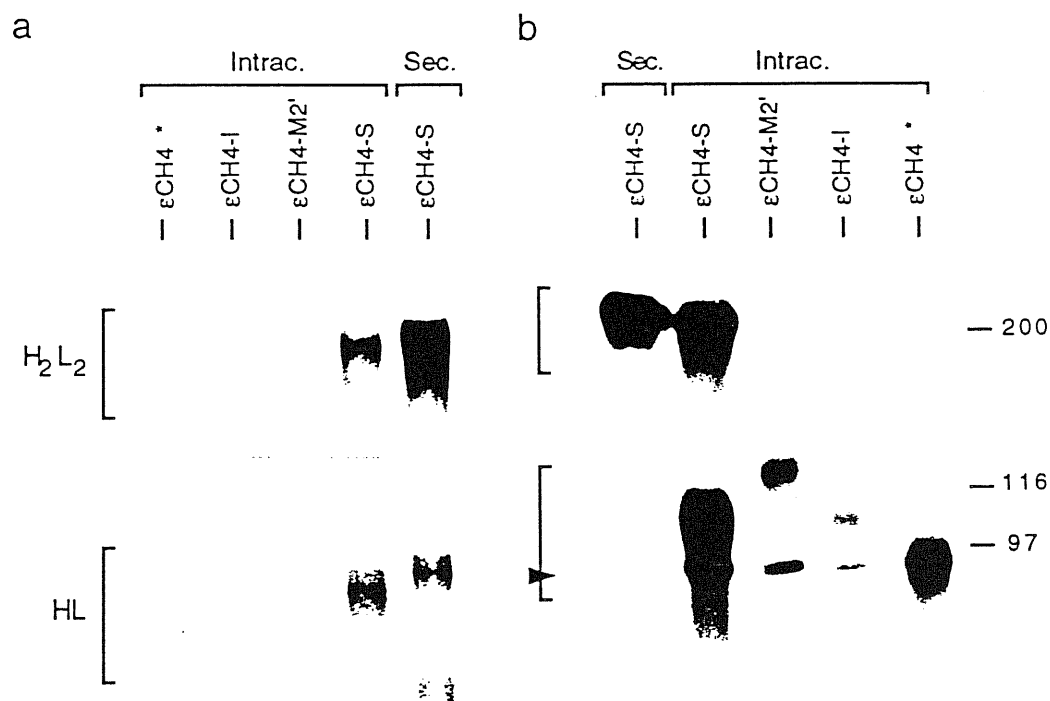 a
b
Intrac.
Sec.
Sec.
Intrac.
εCH4 *
εCH4-I
εCH4-M2'
εCH4-S
εCH4-S
εCH4-S
εCH4-S
εCH4-M2'
εCH4-I
εCH4 *
H2L2
200
116
97
HL